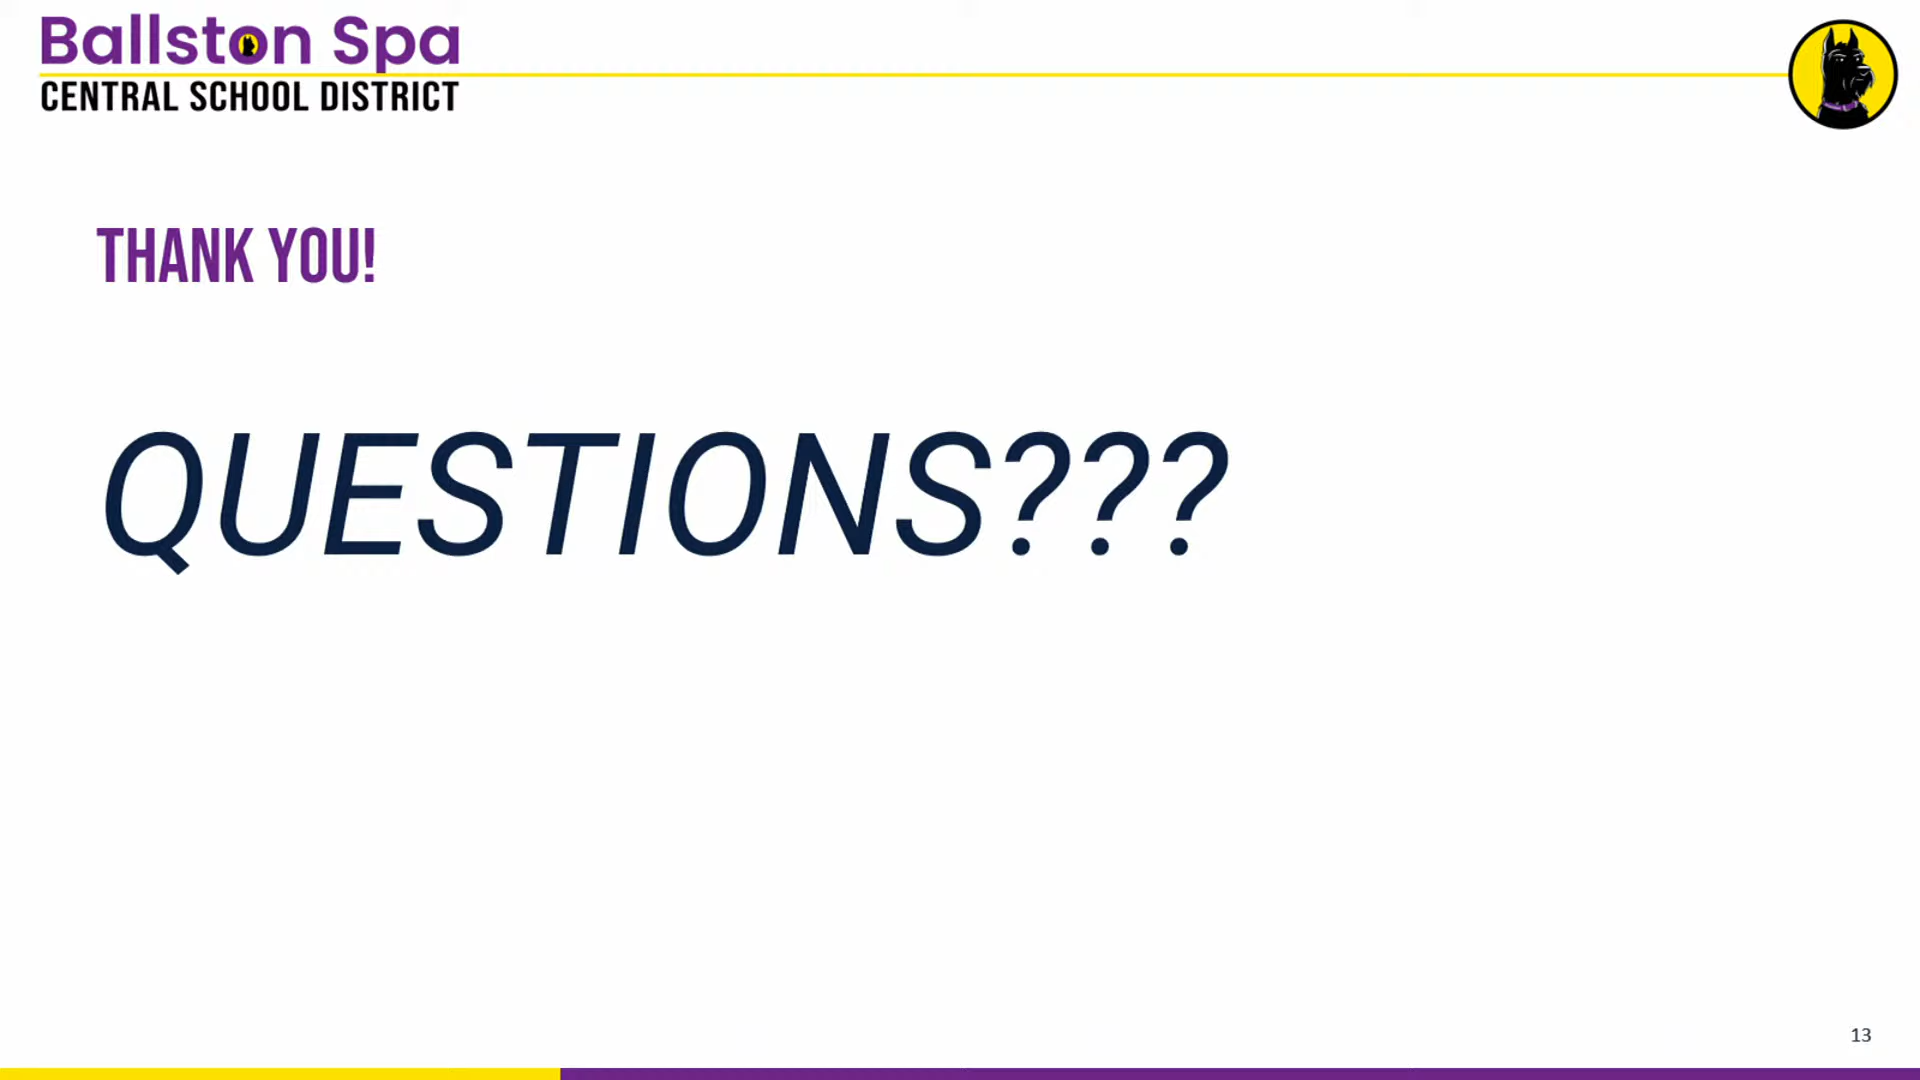 Ballston Spa
CENTRAL SCHOOL DISTRICT
THANK YOU!
QUESTIONS???
13